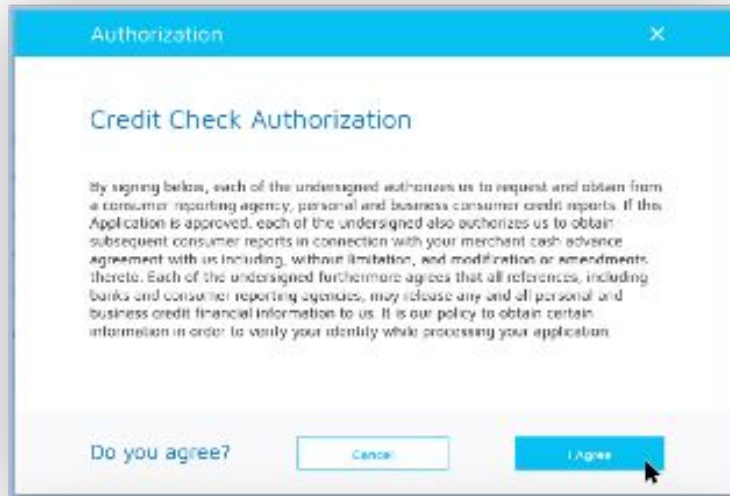 Authorization
Credit Check Authorization
By signing below, each of the undersigned authorizes us to request and obtain from
a consumer reporting agency, personal and business consumer credit reports. If this
Application is approved, each of the undersigned also authorizes us to obtain
subsequent consumer reports in connection with your merchant cash advance
agreement with us including, without limitation, and modification or amendments
thereto. Each of the undersigned furthermore agrees that all references, including
banks and consumer reporting agencies, may release any and all personal and
business credit financial information to us. It is our policy to obtain certain
information in order to verify your identity while processing your application
Do you agree?
Cancel
I Agree